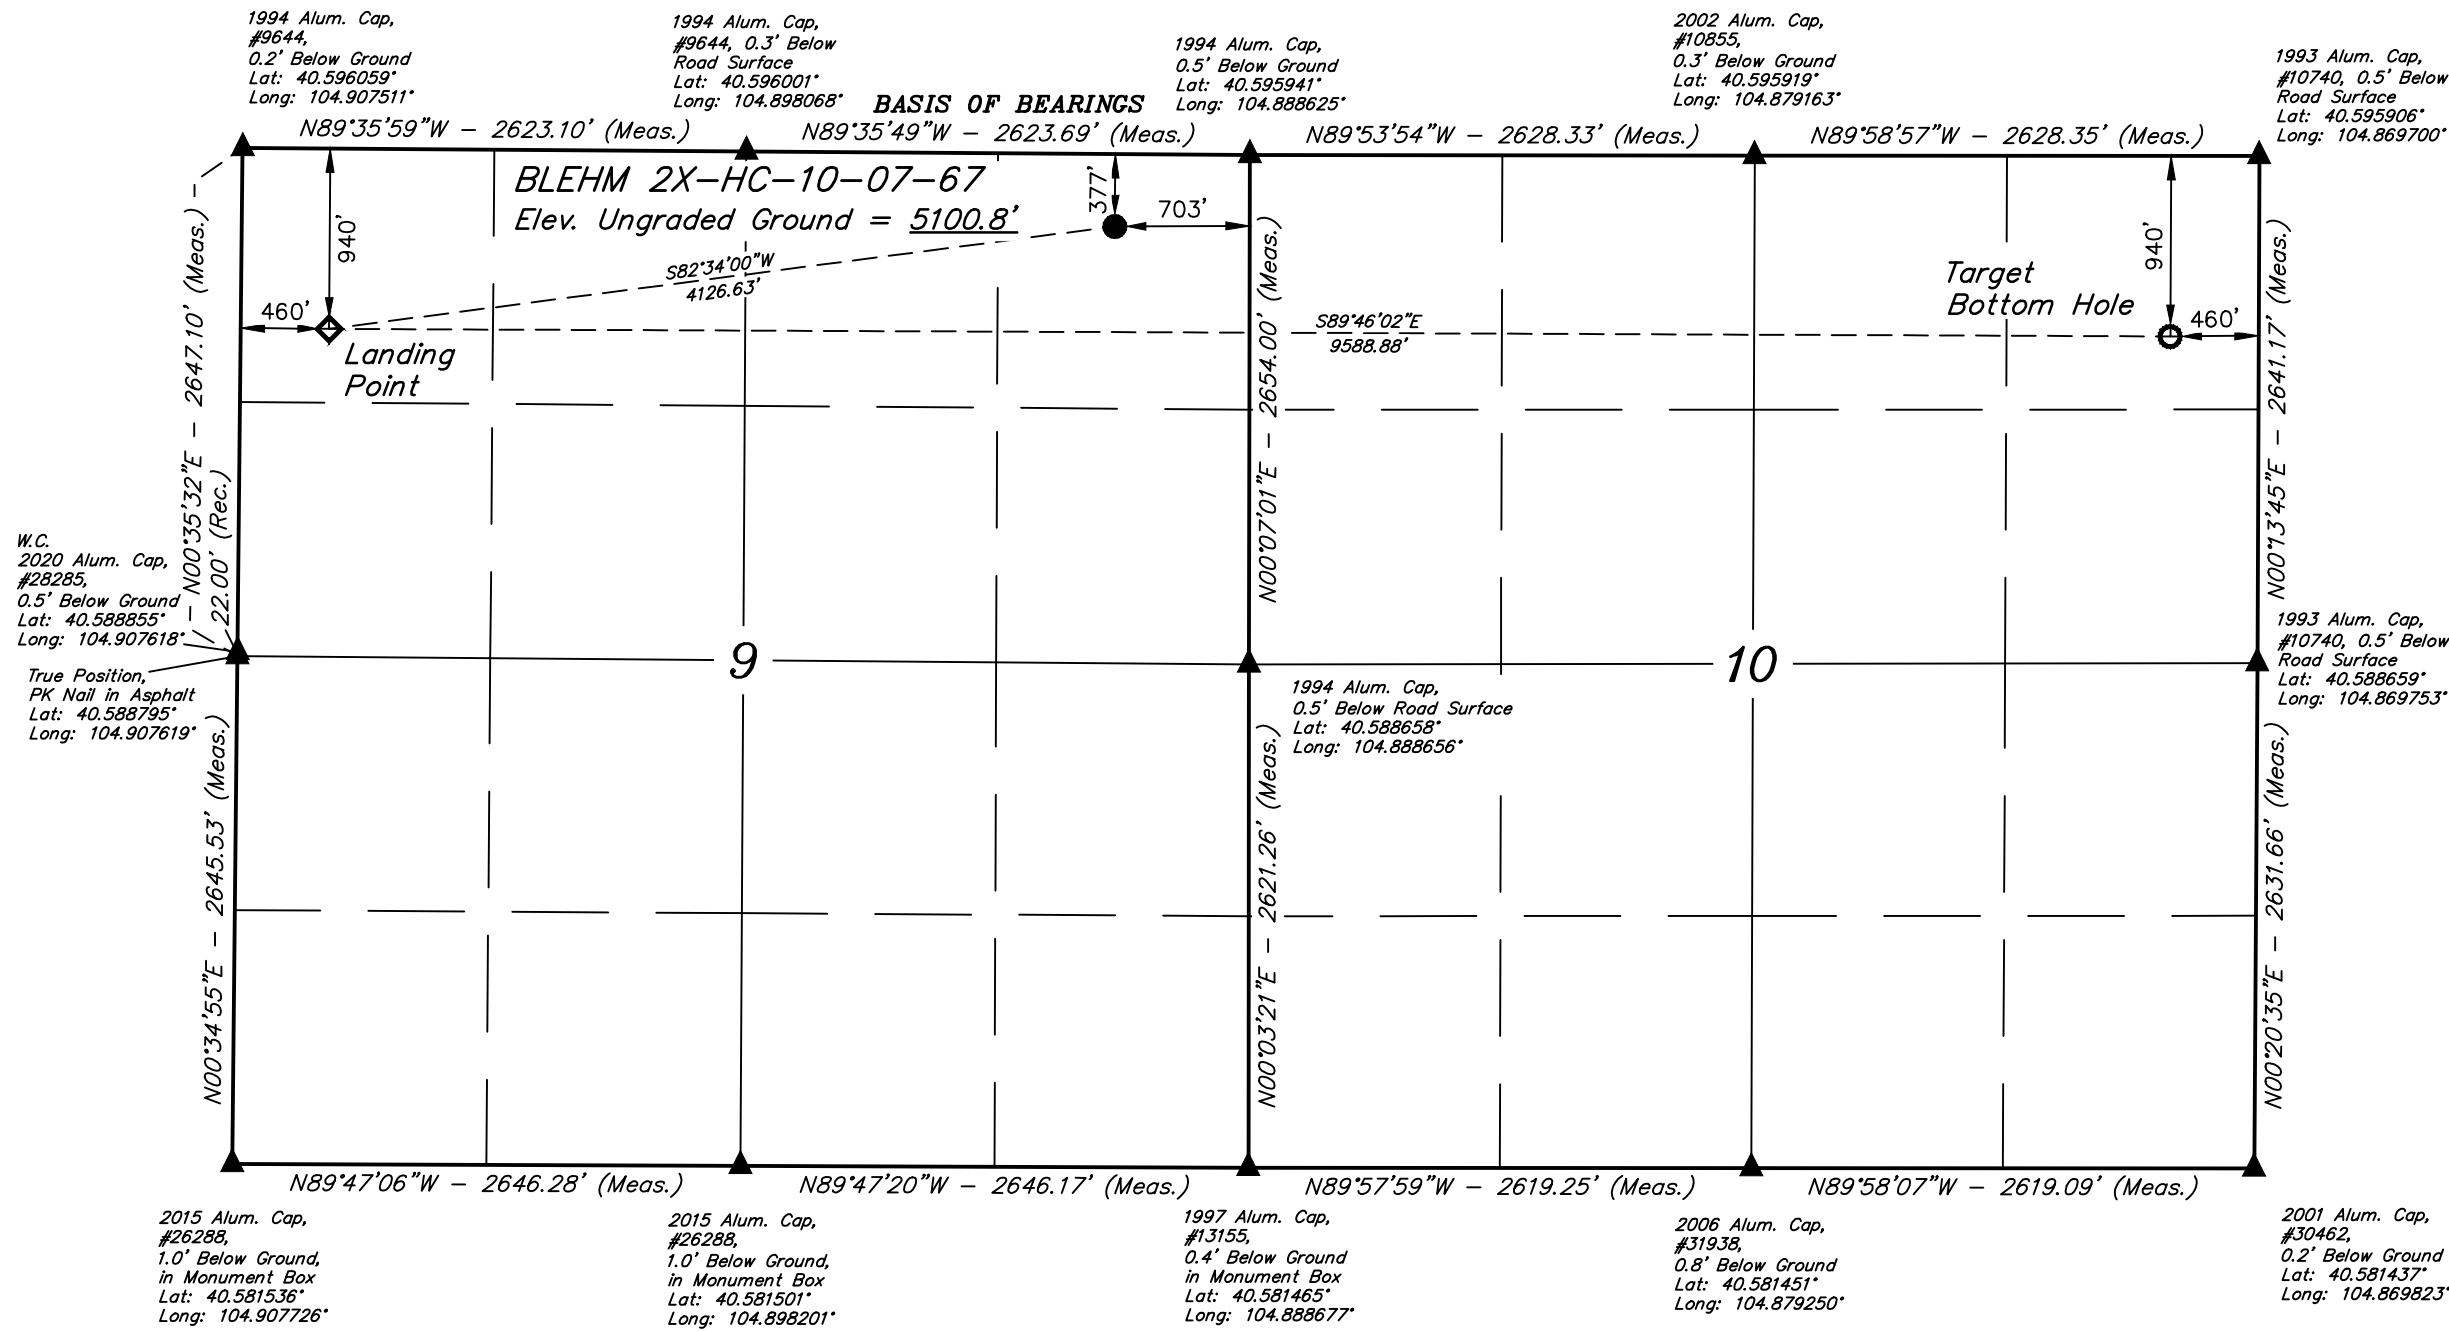 1994 Alum. Cap,
#9644,
0.2' Below Ground
Lat: 40.596059°
Long: 104.907511°
1994 Alum. Cap,
#9644, 0.3' Below
Road Surface
Lat: 40.596001°
Long: 104.898068°
BASIS OF BEARINGS
1994 Alum. Cap,
0.5' Below Ground
Lat: 40.595941°
Long: 104.888625°
2002 Alum. Cap,
#10855,
0.3' Below Ground
Lat: 40.595919°
Long: 104.879163°
1993 Alum. Cap,
#10740, 0.5' Below
Road Surface
Lat: 40.595906°
Long: 104.869700°
N89°35'59"W – 2623.10' (Meas.)
N89°35'49"W – 2623.69' (Meas.)
N89°53'54"W – 2628.33' (Meas.)
N89°58'57"W – 2628.35' (Meas.)
BLEHM 2X–HC–10–07–67
Elev. Ungraded Ground = 5100.8'
377'
703'
940'
460'
Landing
Point
S82°34'00"W
4126.63'
S89°46'02"E
9588.88'
Target
Bottom Hole
940'
460'
N00°35'32"E – 2647.10' (Meas.)
22.00' (Rec.)
N00°07'01"E – 2654.00' (Meas.)
N00°13'45"E – 2641.17' (Meas.)
W.C.
2020 Alum. Cap,
#28285,
0.5' Below Ground
Lat: 40.588855°
Long: 104.907618°
True Position,
PK Nail in Asphalt
Lat: 40.588795°
Long: 104.907619°
9
10
1994 Alum. Cap,
0.5' Below Road Surface
Lat: 40.588658°
Long: 104.888656°
1993 Alum. Cap,
#10740, 0.5' Below
Road Surface
Lat: 40.588659°
Long: 104.869753°
N00°34'55"E – 2645.53' (Meas.)
N00°03'21"E – 2621.26' (Meas.)
N00°20'35"E – 2631.66' (Meas.)
N89°47'06"W – 2646.28' (Meas.)
N89°47'20"W – 2646.17' (Meas.)
N89°57'59"W – 2619.25' (Meas.)
N89°58'07"W – 2619.09' (Meas.)
2015 Alum. Cap,
#26288,
1.0' Below Ground,
in Monument Box
Lat: 40.581536°
Long: 104.907726°
2015 Alum. Cap,
#26288,
1.0' Below Ground,
in Monument Box
Lat: 40.581501°
Long: 104.898201°
1997 Alum. Cap,
#13155,
0.4' Below Ground
in Monument Box
Lat: 40.581465°
Long: 104.888677°
2006 Alum. Cap,
#31938,
0.8' Below Ground
Lat: 40.581451°
Long: 104.879250°
2001 Alum. Cap,
#30462,
0.2' Below Ground
Lat: 40.581437°
Long: 104.869823°